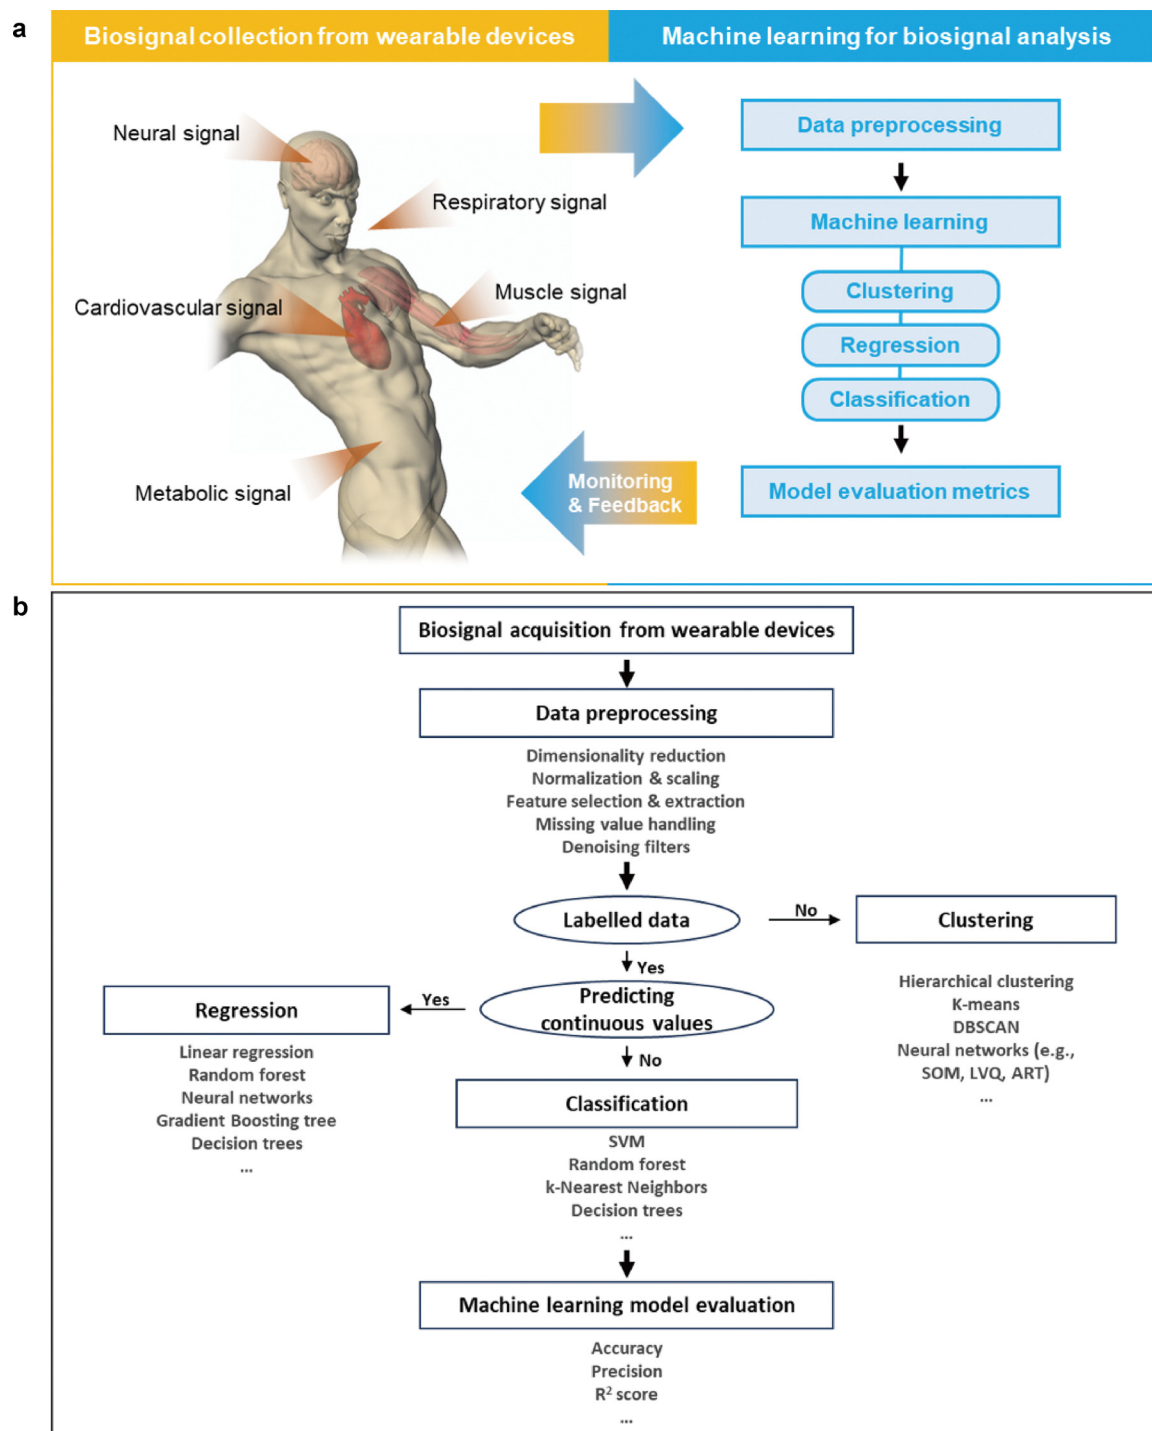 a
Biosignal collection from wearable devices
Machine learning for biosignal analysis
Neural signal
Respiratory signal
Cardiovascular signal
Muscle signal
Metabolic signal
Data preprocessing
Machine learning
Clustering
Regression
Classification
Model evaluation metrics
Monitoring
& Feedback
b
Biosignal acquisition from wearable devices
Data preprocessing
Dimensionality reduction
Normalization & scaling
Feature selection & extraction
Missing value handling
Denoising filters
Labelled data
No
Clustering
Hierarchical clustering
K-means
DBSCAN
Neural networks (e.g.,
SOM, LVQ, ART)
...
Yes
Predicting
continuous values
Yes
Regression
Linear regression
Random forest
Neural networks
Gradient Boosting tree
Decision trees
...
No
Classification
SVM
Random forest
k-Nearest Neighbors
Decision trees
...
Machine learning model evaluation
Accuracy
Precision
R² score
...